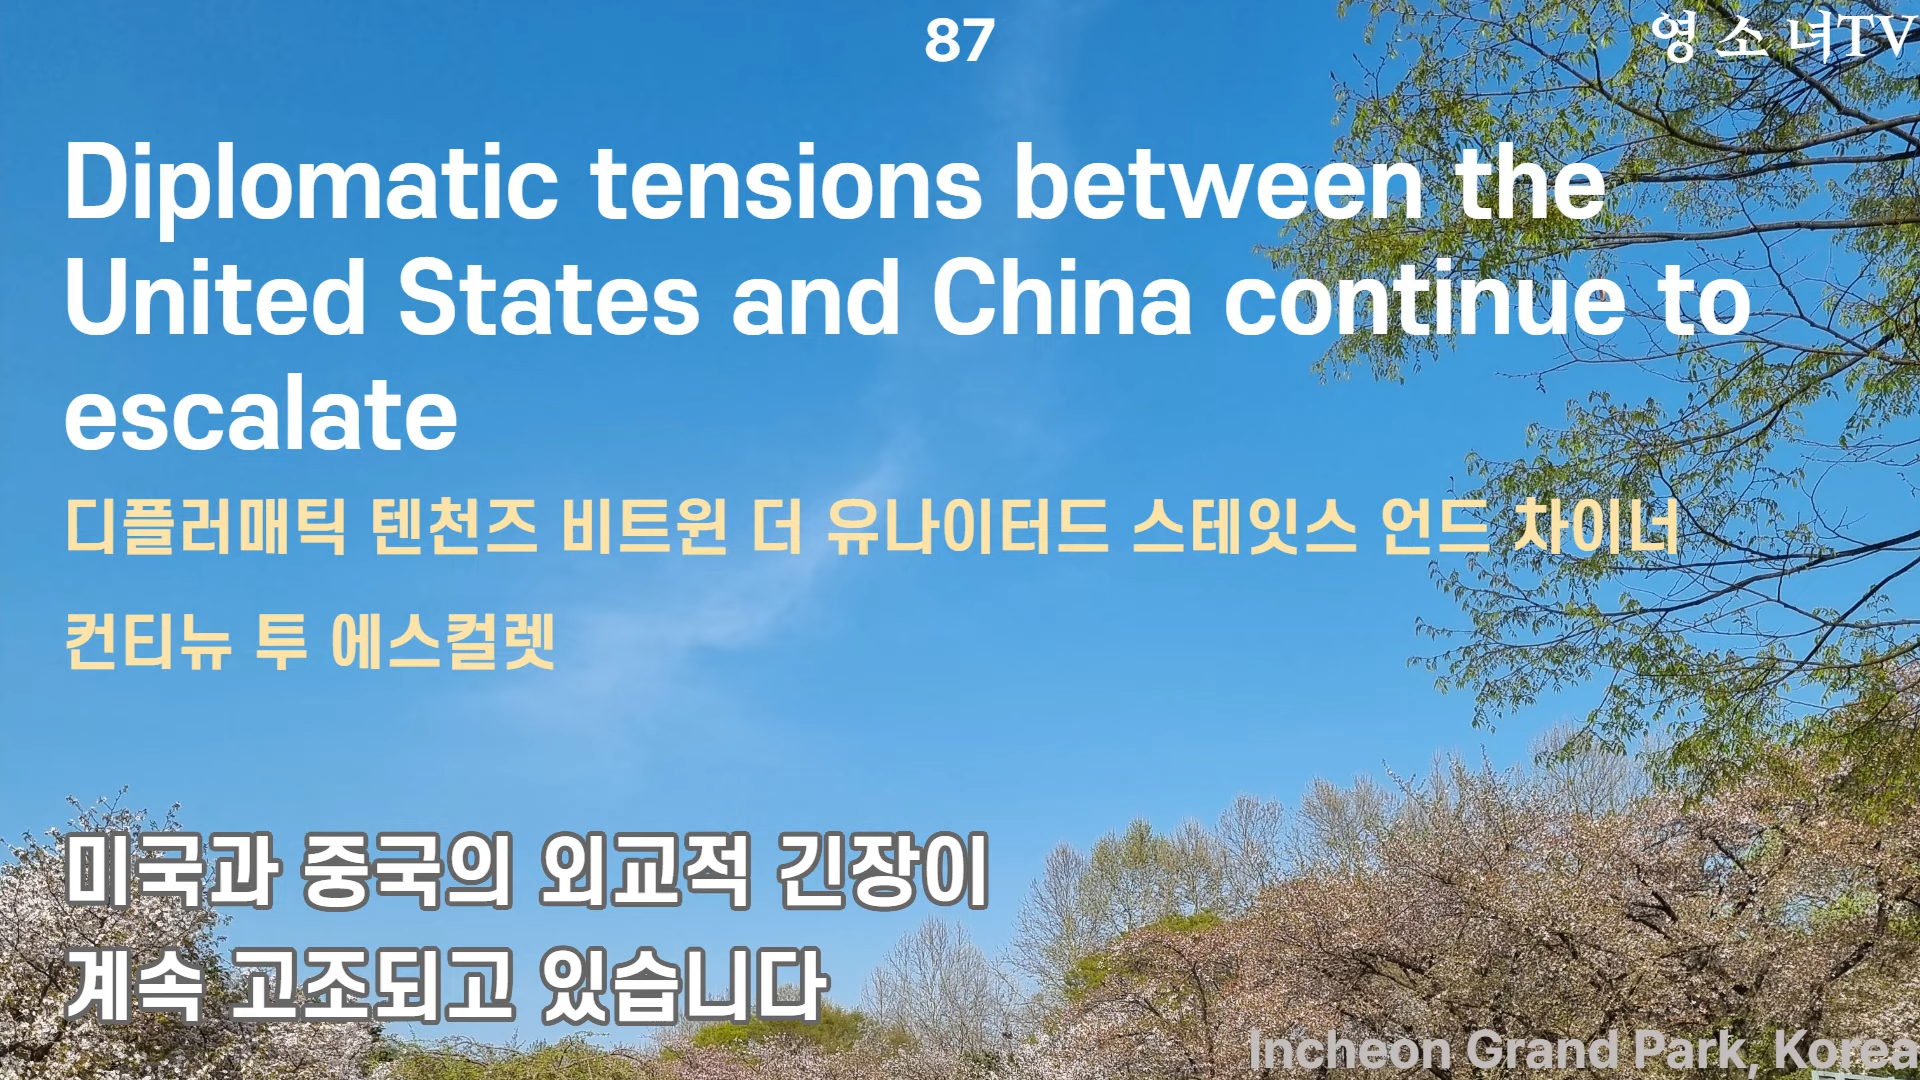 87
영 소 녀TV
Diplomatic tensions between the
United States and China continue to
escalate
디플러매틱 텐천즈 비트윈 더 유나이터드 스테잇스 언드 차이너
컨티뉴 투 에스컬렛
미국과 중국의 외교적 긴장이
계속 고조되고 있습니다
Incheon Grand Park, Korea